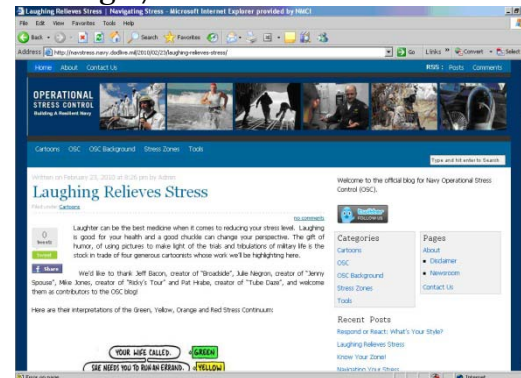 Laughing Relieves Stress | Navigating Stress - Microsoft Internet Explorer provided by NMCI
File Edit View Favorites Tools Help
Back Search Favorites
Address http://navstress.navy.dodlive.mil/2010/02/23/laughing-relieves-stress/ Go Links » Convert Select
Home About Contact Us RSS : Posts Comments
OPERATIONAL
STRESS CONTROL
Building A Resilient Navy
Cartoons OSC OSC Background Stress Zones Tools
Type and hit enter to Search
Written on February 23, 2010 at 9:26 pm by Admin
Laughing Relieves Stress
Filed under Cartoons
no comments
0
tweets
tweet
Share
Laughter can be the best medicine when it comes to reducing your stress level. Laughing
is good for your health and a good chuckle can change your perspective. The gift of
humor, of using pictures to make light of the trials and tribulations of military life is the
stock in trade of four generous cartoonists whose work we'll be highlighting here.
We'd like to thank Jeff Bacon, creator of "Broadside", Julie Negron, creator of "Jenny
Spouse", Mike Jones, creator of "Ricky's Tour" and Pat Hrabe, creator of "Tube Daze", and welcome
them as contributors to the OSC blog!
Here are their interpretations of the Green, Yellow, Orange and Red Stress Continuum:
YOUR WIFE CALLED. GREEN
SHE NEEDS YOU TO RUN AN ERRAND. YELLOW
Welcome to the official blog for Navy Operational Stress
Control (OSC).
twitter
FOLLOW ME
Categories
Cartoons
OSC
OSC Background
Stress Zones
Tools
Pages
About
Disclaimer
Newsroom
Contact Us
Recent Posts
Respond or React: What's Your Style?
Laughing Relieves Stress
Know Your Zone!
Navigating Your Stress
Internet